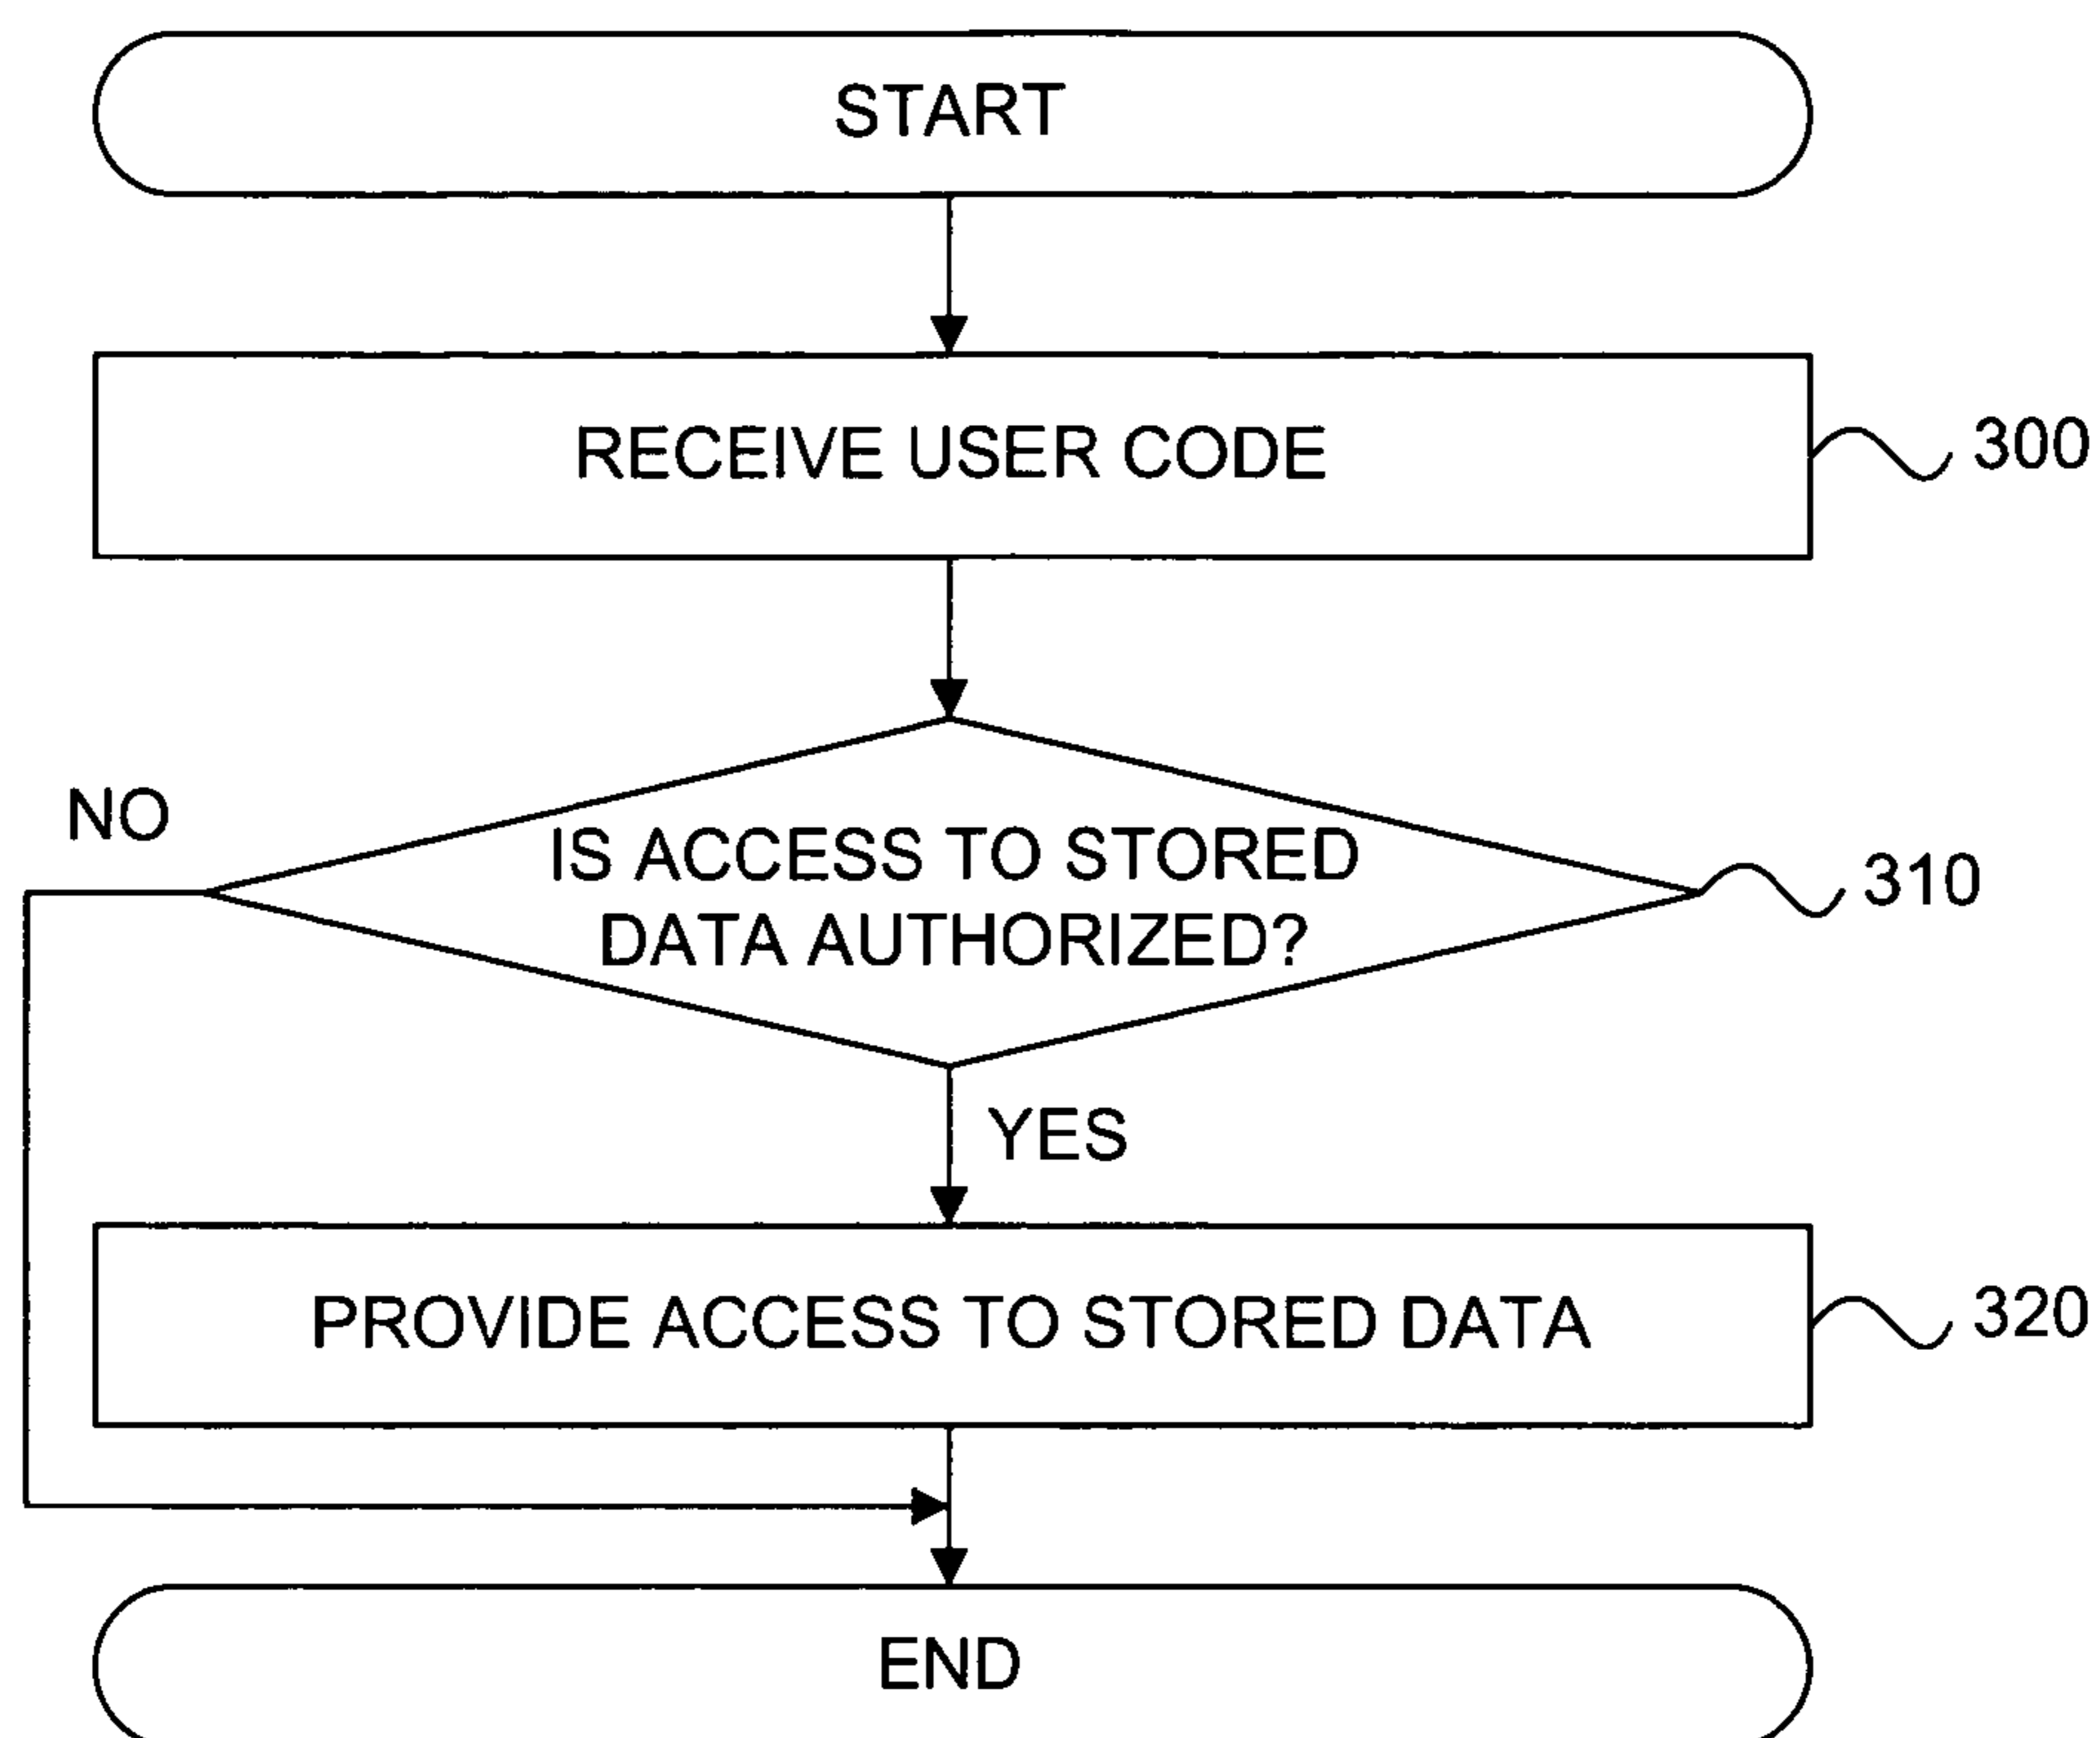 START
RECEIVE USER CODE
300
NO
IS ACCESS TO STORED
DATA AUTHORIZED?
310
YES
PROVIDE ACCESS TO STORED DATA
320
END